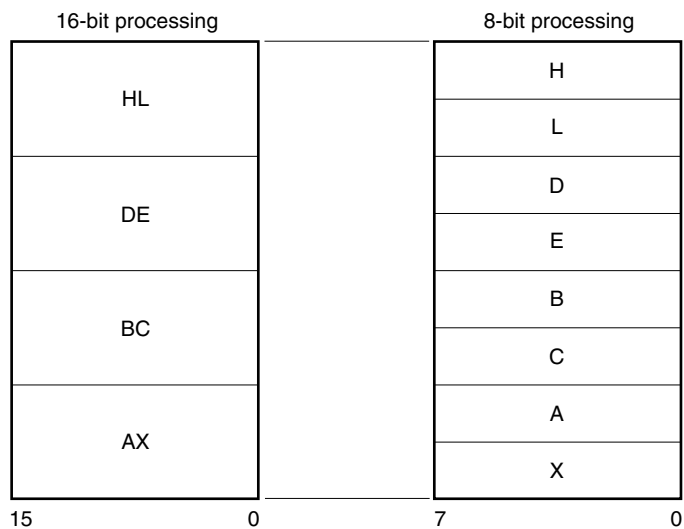 16-bit processing
8-bit processing
HL
DE
BC
AX
15 0
H
L
D
E
B
C
A
X
7 0